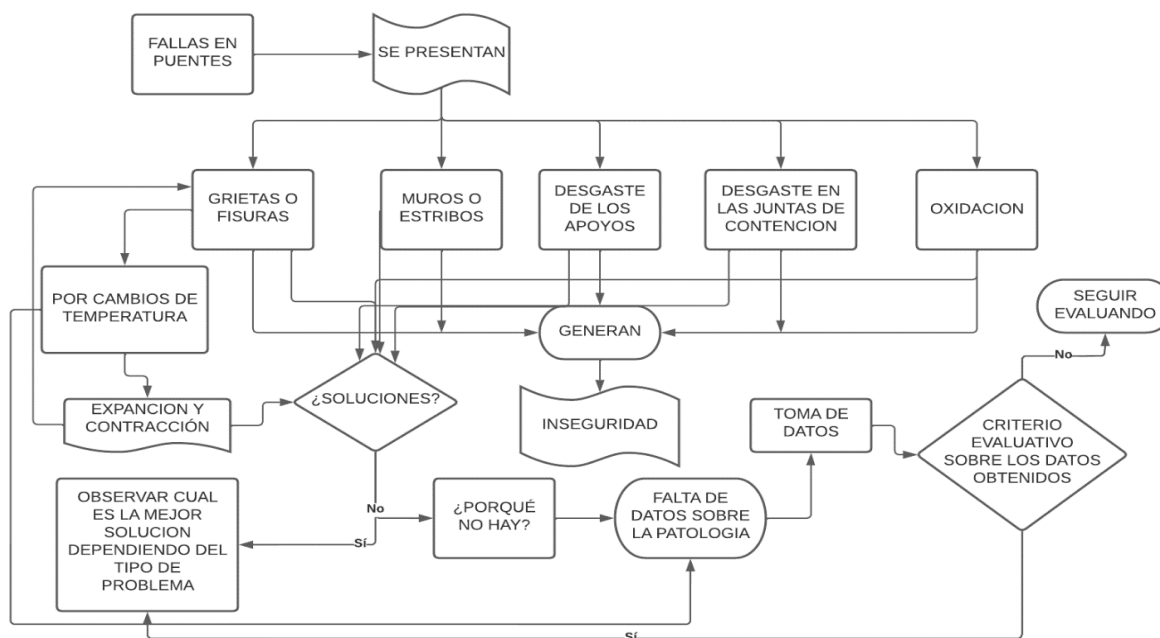 FALLAS EN
PUENTES
SE PRESENTAN
GRIETAS O
FISURAS
MUROS O
ESTRIBOS
DESGASTE
DE LOS
APOYOS
DESGASTE EN
LAS JUNTAS DE
CONTENCION
OXIDACION
POR CAMBIOS DE
TEMPERATURA
GENERAN
SEGUIR
EVALUANDO
No
EXPANCION Y
CONTRACCIÓN
¿SOLUCIONES?
INSEGURIDAD
TOMA DE
DATOS
CRITERIO
EVALUATIVO
SOBRE LOS DATOS
OBTENIDOS
OBSERVAR CUAL
ES LA MEJOR
SOLUCION
DEPENDIENDO DEL
TIPO DE
PROBLEMA
No
Sí
¿PORQUÉ
NO HAY?
FALTA DE
DATOS SOBRE
LA PATOLOGIA
Sí